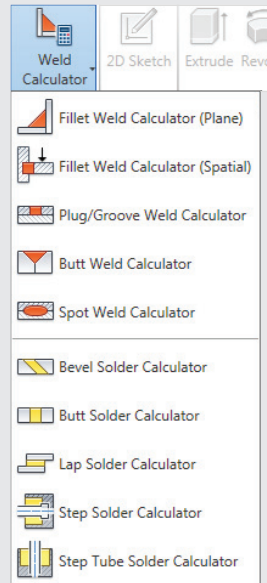 Weld
Calculator
2D Sketch
Extrude
Fillet Weld Calculator (Plane)
Fillet Weld Calculator (Spatial)
Plug/Groove Weld Calculator
Butt Weld Calculator
Spot Weld Calculator
Bevel Solder Calculator
Butt Solder Calculator
Lap Solder Calculator
Step Solder Calculator
Step Tube Solder Calculator